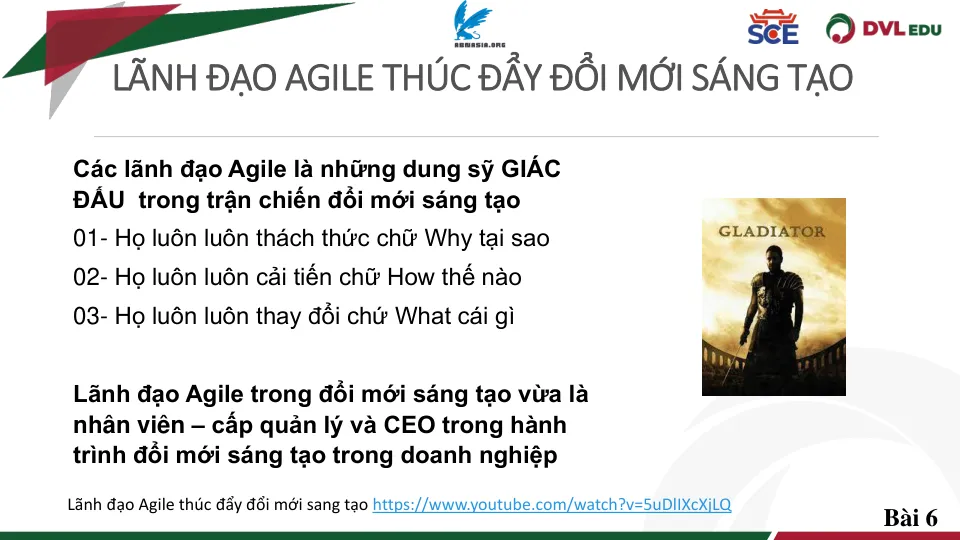 ARMASIA.ORG
SCE
DVL EDU
LÃNH ĐẠO AGILE THÚC ĐẨY ĐỔI MỚI SÁNG TẠO
Các lãnh đạo Agile là những dung sỹ GIÁC
ĐẤU trong trận chiến đổi mới sáng tạo
01- Họ luôn luôn thách thức chữ Why tại sao
02- Họ luôn luôn cải tiến chữ How thế nào
03- Họ luôn luôn thay đổi chứ What cái gì
GLADIATOR
Lãnh đạo Agile trong đổi mới sáng tạo vừa là
nhân viên – cấp quản lý và CEO trong hành
trình đổi mới sáng tạo trong doanh nghiệp
Lãnh đạo Agile thúc đẩy đổi mới sang tạo https://www.youtube.com/watch?v=5uDlIXcXjLQ
Bài 6